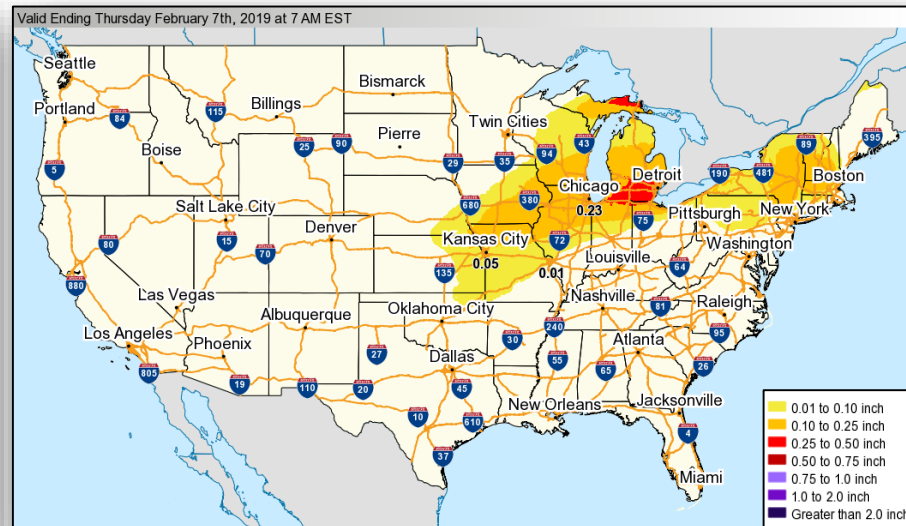 Valid Ending Thursday February 7th, 2019 at 7 AM EST
Seattle
Portland
84
5
Boise
115
Billings
Bismarck
Pierre
25
90
Twin Cities
29
35
94
43
Chicago
0.23
Detroit
75
190
481
89
395
Boston
New York
Pittsburgh
Washington
680
380
Salt Lake City
80
15
70
Denver
880
Las Vegas
Los Angeles
805
Phoenix
19
Albuquerque
110
135
Kansas City
0.05
72
0.01
Louisville
64
Nashville
81
Raleigh
95
Oklahoma City
27
30
240
Dallas
20
45
55
65
Atlanta
26
10
610
37
New Orleans
Jacksonville
4
Miami
0.01 to 0.10 inch
0.10 to 0.25 inch
0.25 to 0.50 inch
0.50 to 0.75 inch
0.75 to 1.0 inch
1.0 to 2.0 inch
Greater than 2.0 inch